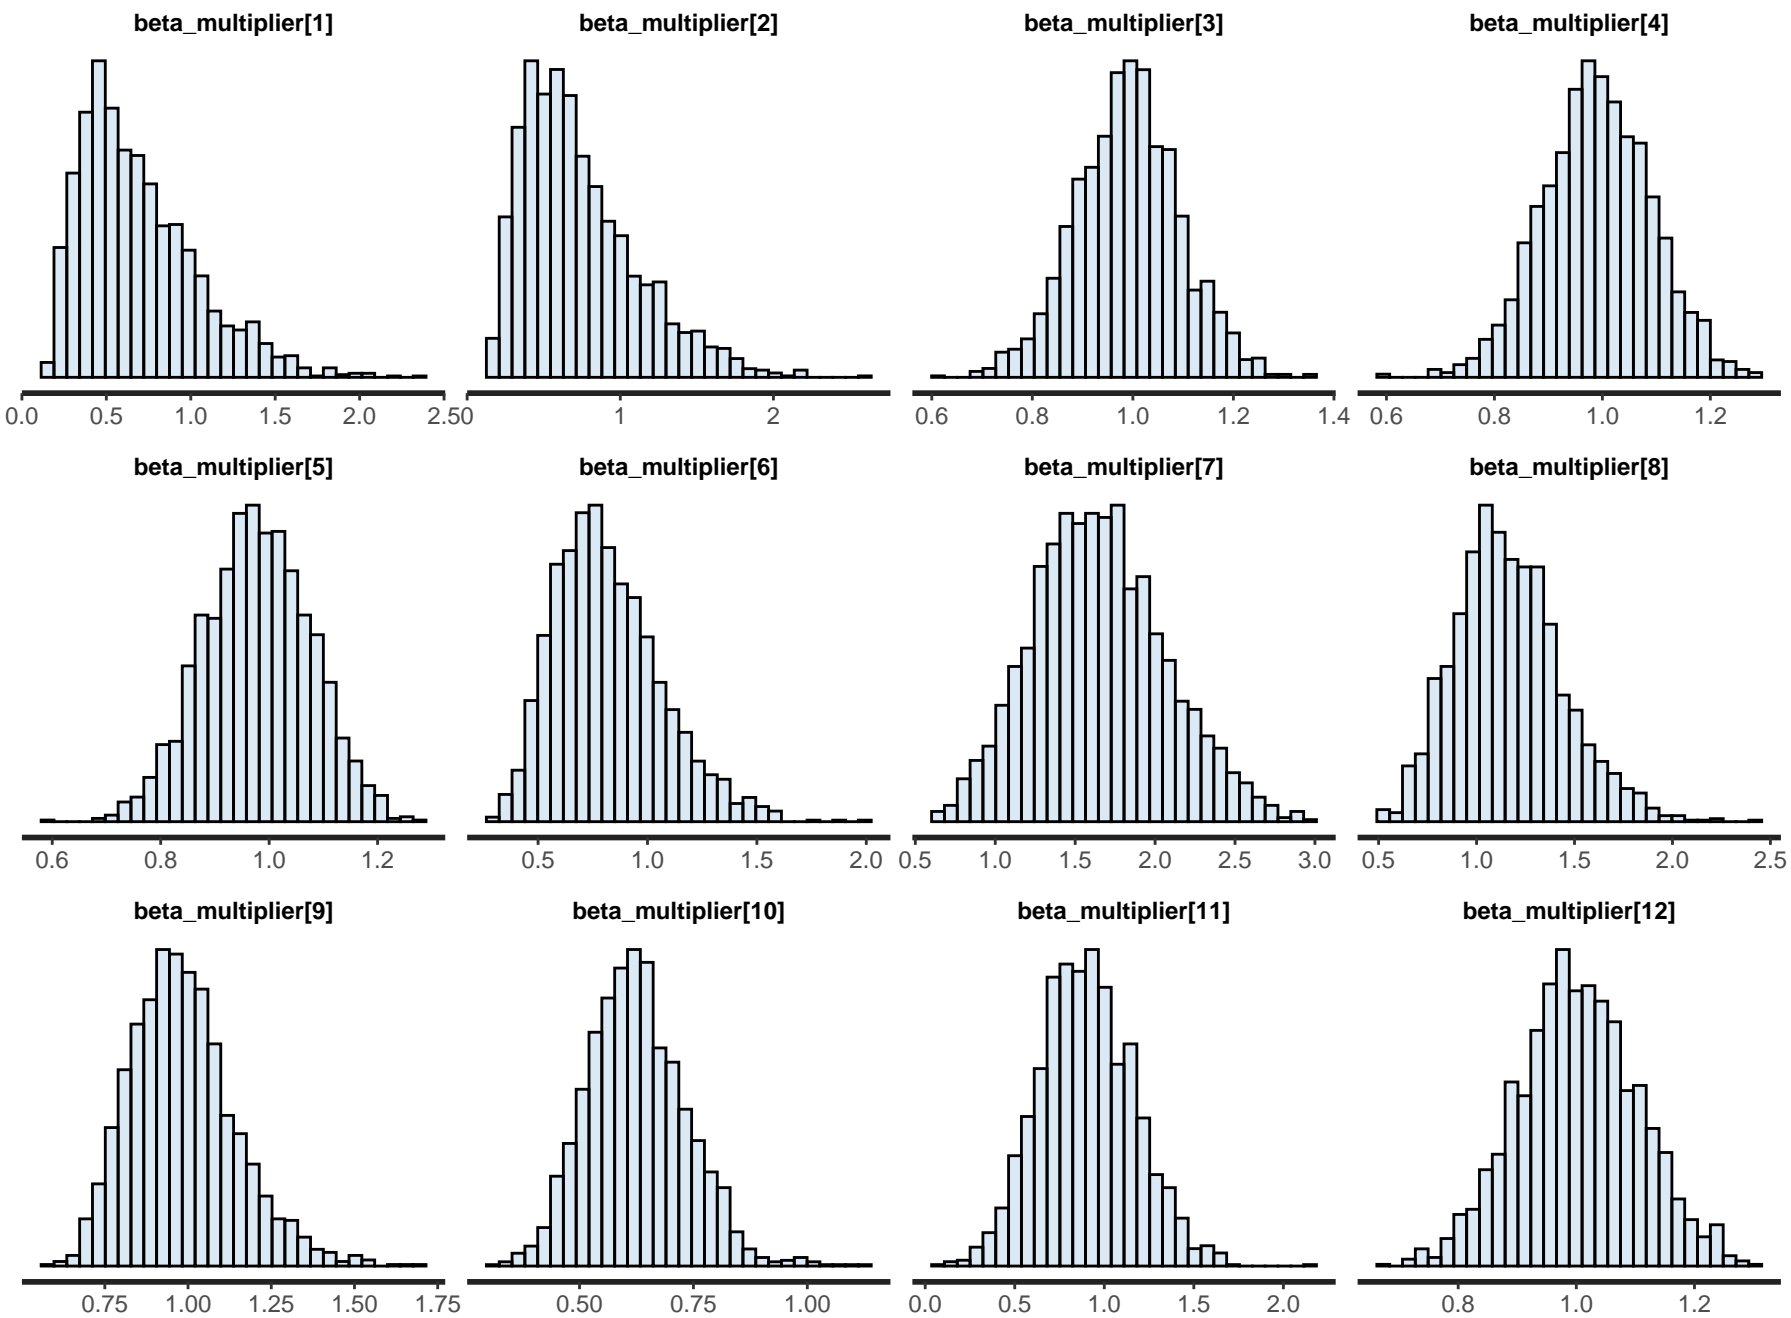 beta_multiplier[1] beta_multiplier[2] beta_multiplier[3] beta_multiplier[4]
0.0 0.5 1.0 1.5 2.0 2.5 0 1 2 0.6 0.8 1.0 1.2 1.4 0.6 0.8 1.0 1.2
beta_multiplier[5] beta_multiplier[6] beta_multiplier[7] beta_multiplier[8]
0.6 0.8 1.0 1.2 0.5 1.0 1.5 2.0 0.5 1.0 1.5 2.0 2.5 3.0 0.5 1.0 1.5 2.0 2.5
beta_multiplier[9] beta_multiplier[10] beta_multiplier[11] beta_multiplier[12]
0.75 1.00 1.25 1.50 1.75 0.50 0.75 1.00 0.0 0.5 1.0 1.5 2.0 0.8 1.0 1.2